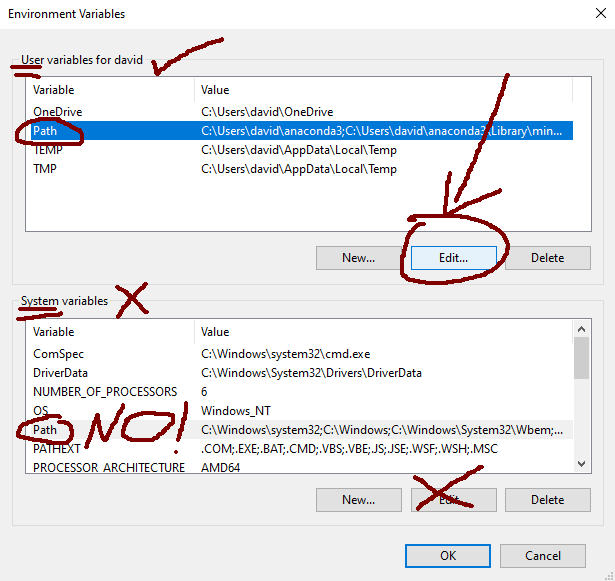 Environment Variables
User variables for david
Variable Value
OneDrive C:\Users\david\OneDrive
Path C:\Users\david\anaconda3;C:\Users\david\anaconda3\Library\min...
TEMP C:\Users\david\AppData\Local\Temp
TMP C:\Users\david\AppData\Local\Temp
New... Edit... Delete
System variables
Variable Value
ComSpec C:\Windows\system32\cmd.exe
DriverData C:\Windows\System32\Drivers\DriverData
NUMBER_OF_PROCESSORS 6
OS Windows_NT
Path NO! C:\Windows\system32;C:\Windows;C:\Windows\System32\Wbem;...
PATHEXT .COM;.EXE;.BAT;.CMD;.VBS;.VBE;.JS;.JSE;.WSF;.WSH;.MSC
PROCESSOR_ARCHITECTURE AMD64
New... Edit... Delete
OK Cancel